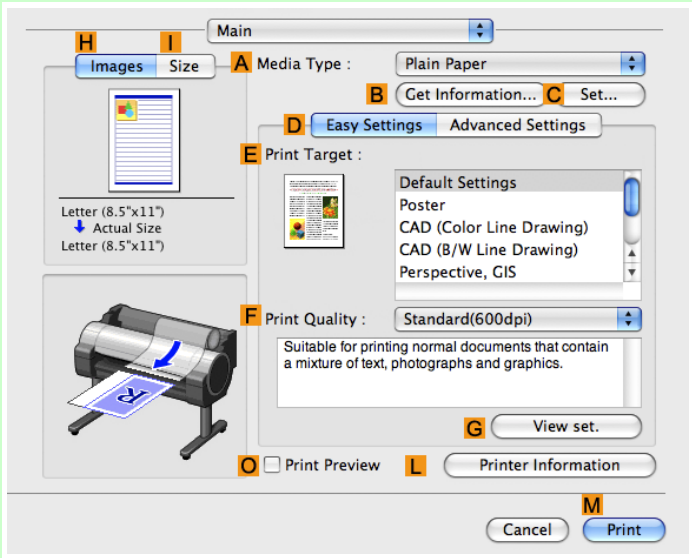 Main
H
I
Images
Size
A
Media Type :
Plain Paper
B
Get Information...
C
Set...
D
Easy Settings
Advanced Settings
E
Print Target :
Default Settings
Poster
CAD (Color Line Drawing)
CAD (B/W Line Drawing)
Perspective, GIS
Letter (8.5"x11")
Actual Size
Letter (8.5"x11")
F
Print Quality :
Standard(600dpi)
Suitable for printing normal documents that contain
a mixture of text, photographs and graphics.
R
G
View set.
O
Print Preview
L
Printer Information
M
Cancel
Print